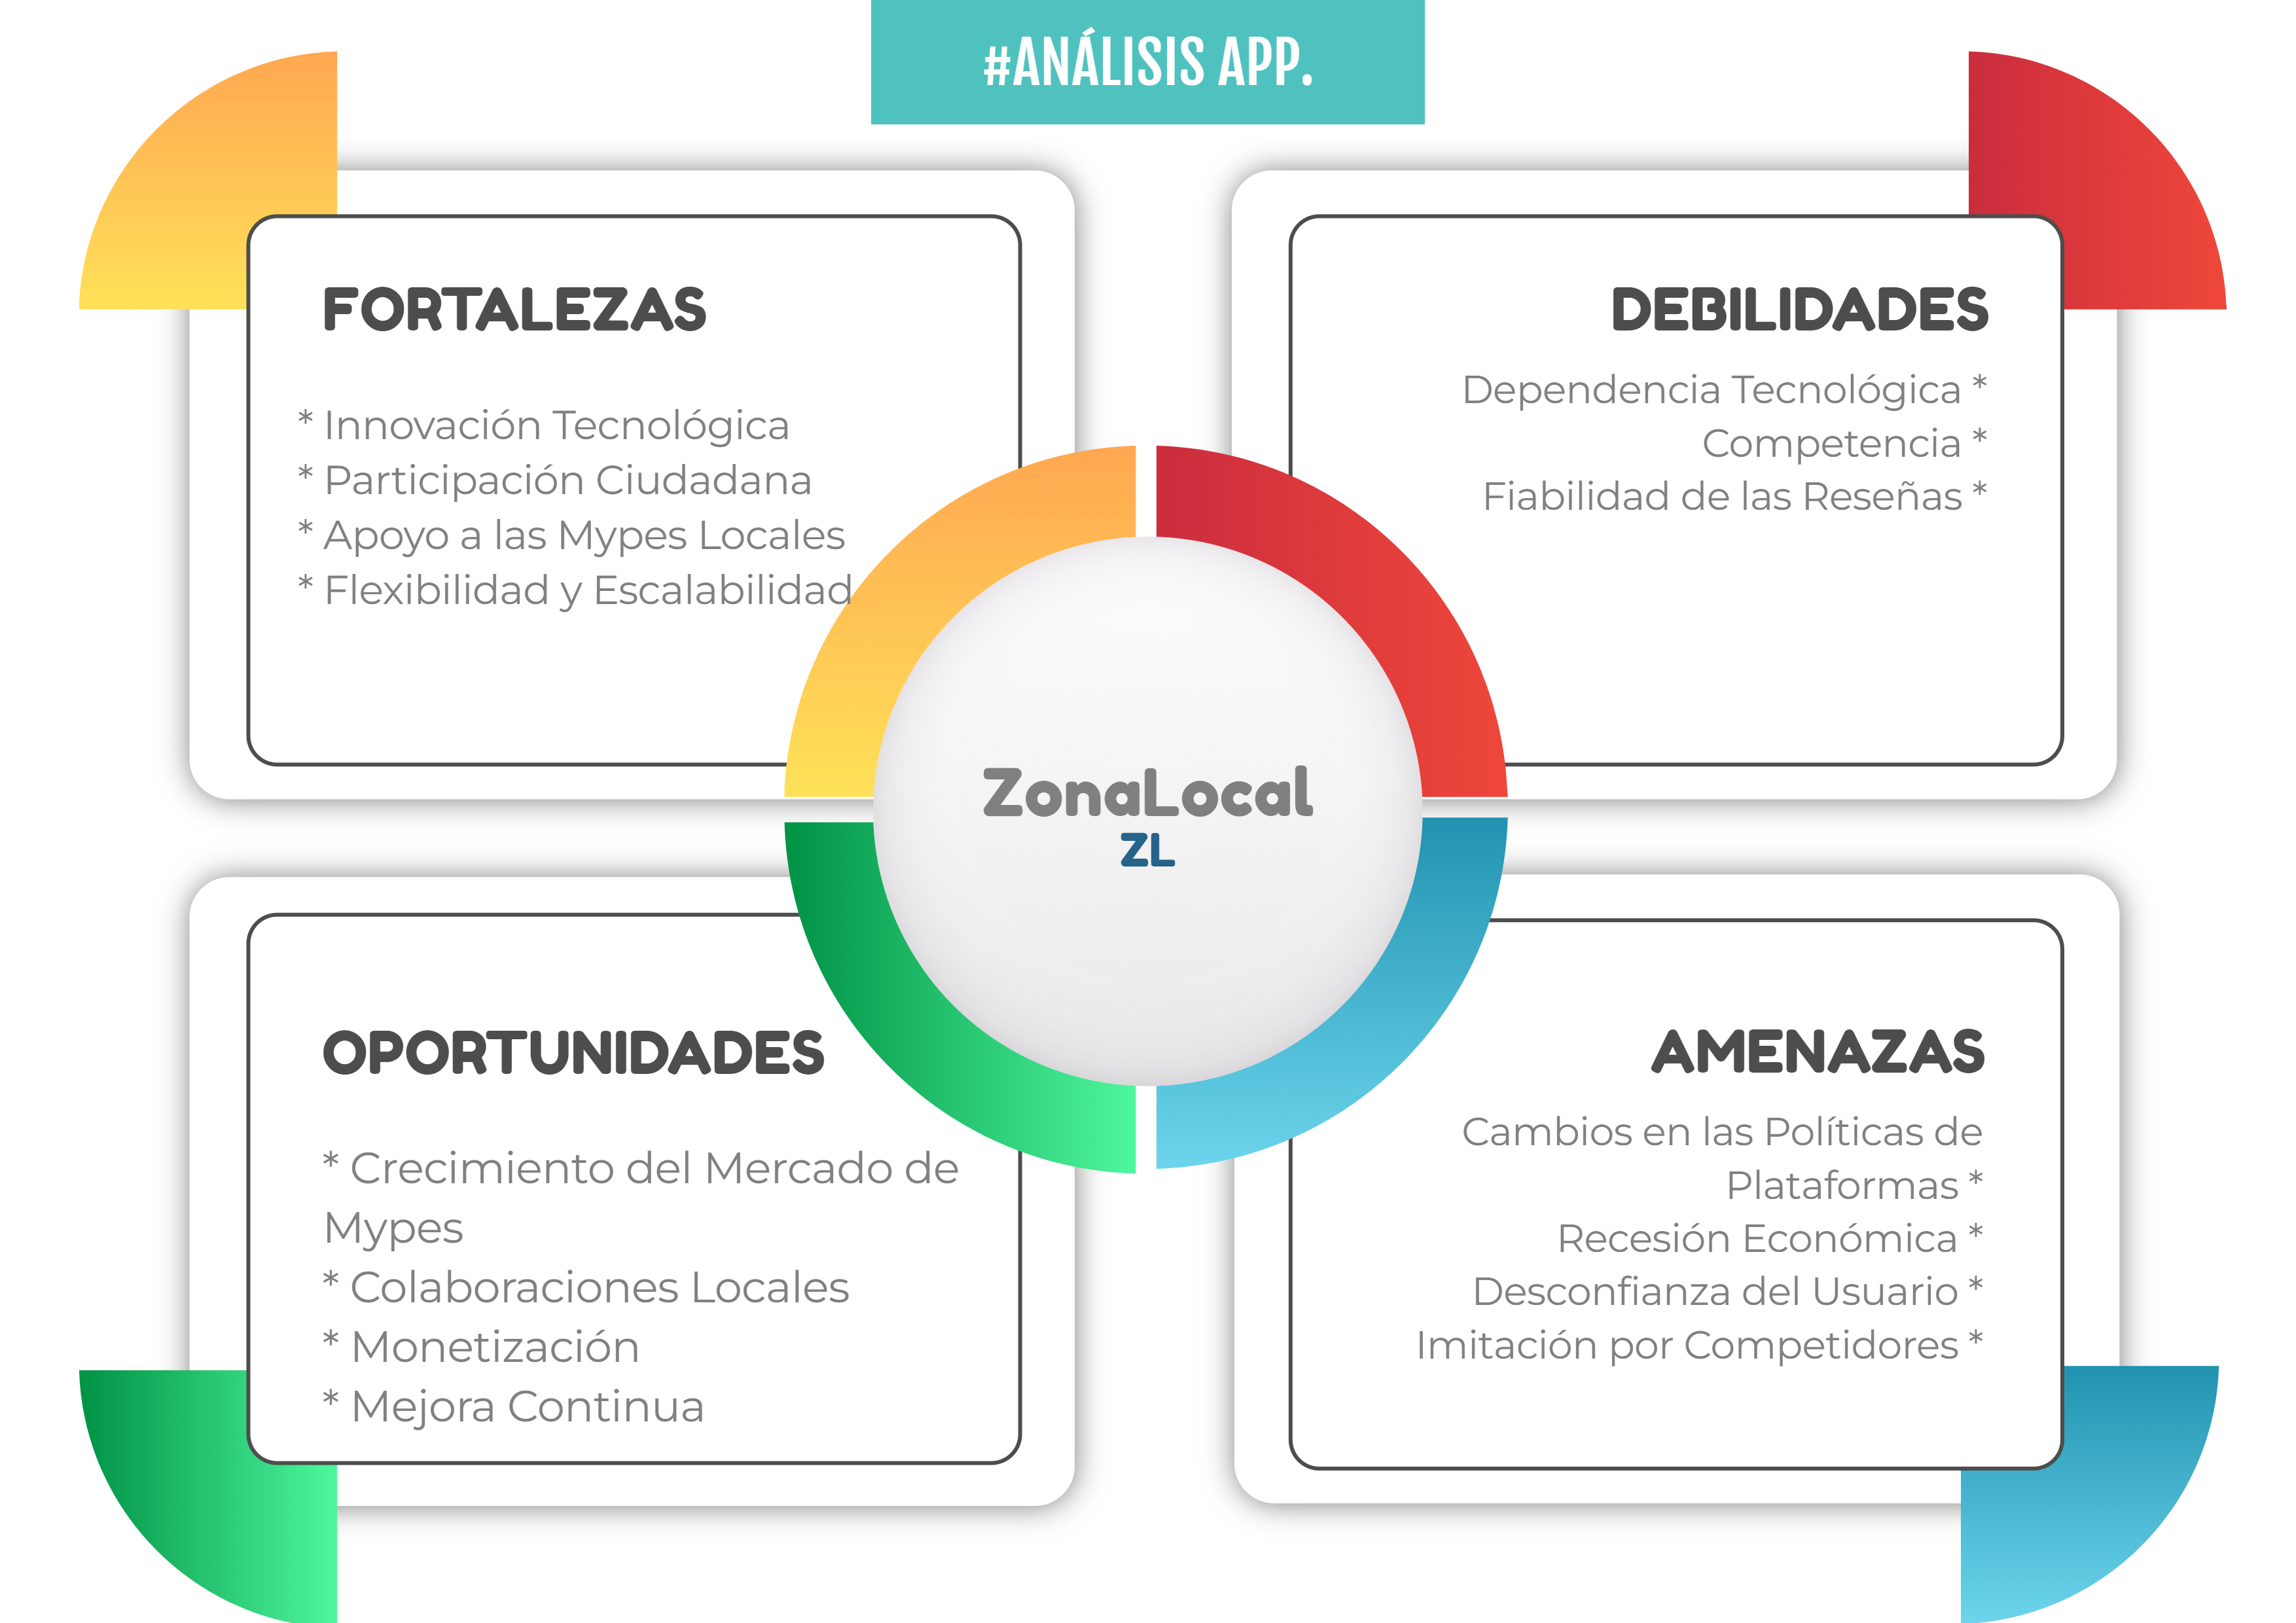 #ANÁLISIS APP.
FORTALEZAS
* Innovación Tecnológica
* Participación Ciudadana
* Apoyo a las Mypes Locales
* Flexibilidad y Escalabilidad
DEBILIDADES
Dependencia Tecnológica *
Competencia *
Fiabilidad de las Reseñas *
ZonaLocal
ZL
OPORTUNIDADES
* Crecimiento del Mercado de
Mypes
* Colaboraciones Locales
* Monetización
* Mejora Continua
AMENAZAS
Cambios en las Políticas de
Plataformas *
Recesión Económica *
Desconfianza del Usuario *
Imitación por Competidores *